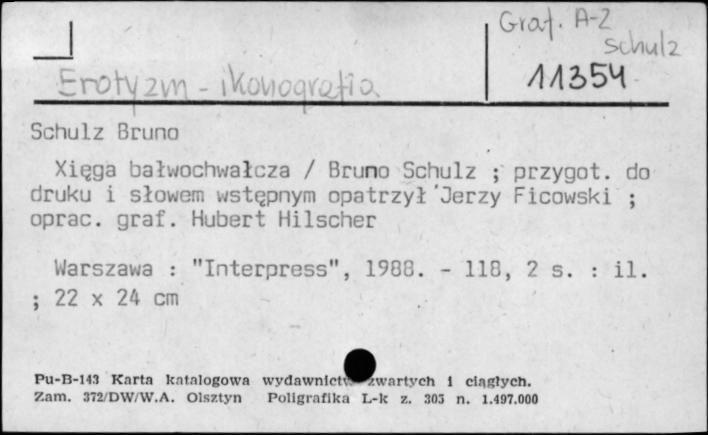 Graf. A-Z
Schulz
Erotyzm - ikonografia
11354
Schulz Bruno
Xięga bałwochwałcza / Bruno Schulz ; przygot. do
druku i słowem wstępnym opatrzył Jerzy Ficowski ;
oprac. graf. Hubert Hilscher
Warszawa : "Interpress", 1988. - 118, 2 s. : il.
; 22 x 24 cm
Pu-B-143 Karta katalogowa wydawnictw zwartych i ciągłych.
Zam. 372/DW/W.A. Olsztyn Poligrafika L-k z. 303 n. 1.497.000